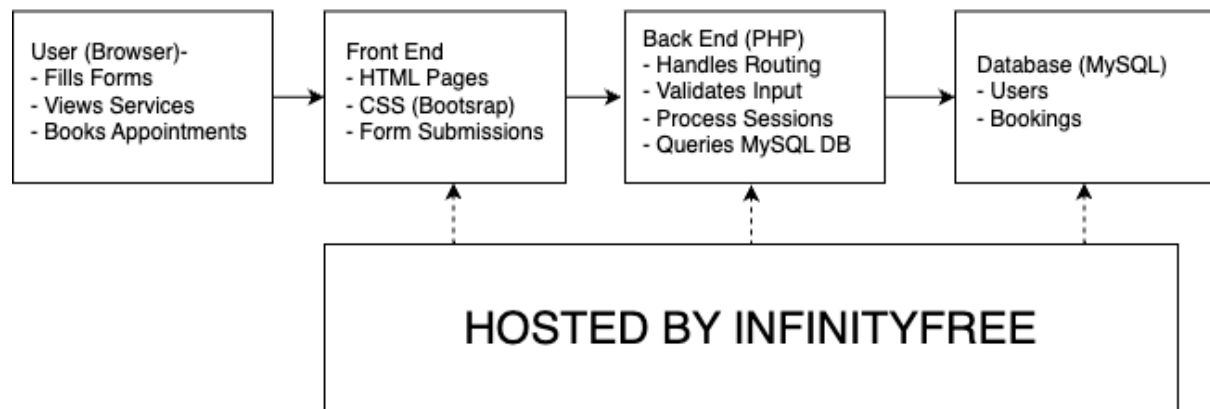 User (Browser)-
- Fills Forms
- Views Services
- Books Appointments
Front End
- HTML Pages
- CSS (Bootsrap)
- Form Submissions
Back End (PHP)
- Handles Routing
- Validates Input
- Process Sessions
- Queries MySQL DB
Database (MySQL)
- Users
- Bookings
HOSTED BY INFINITYFREE